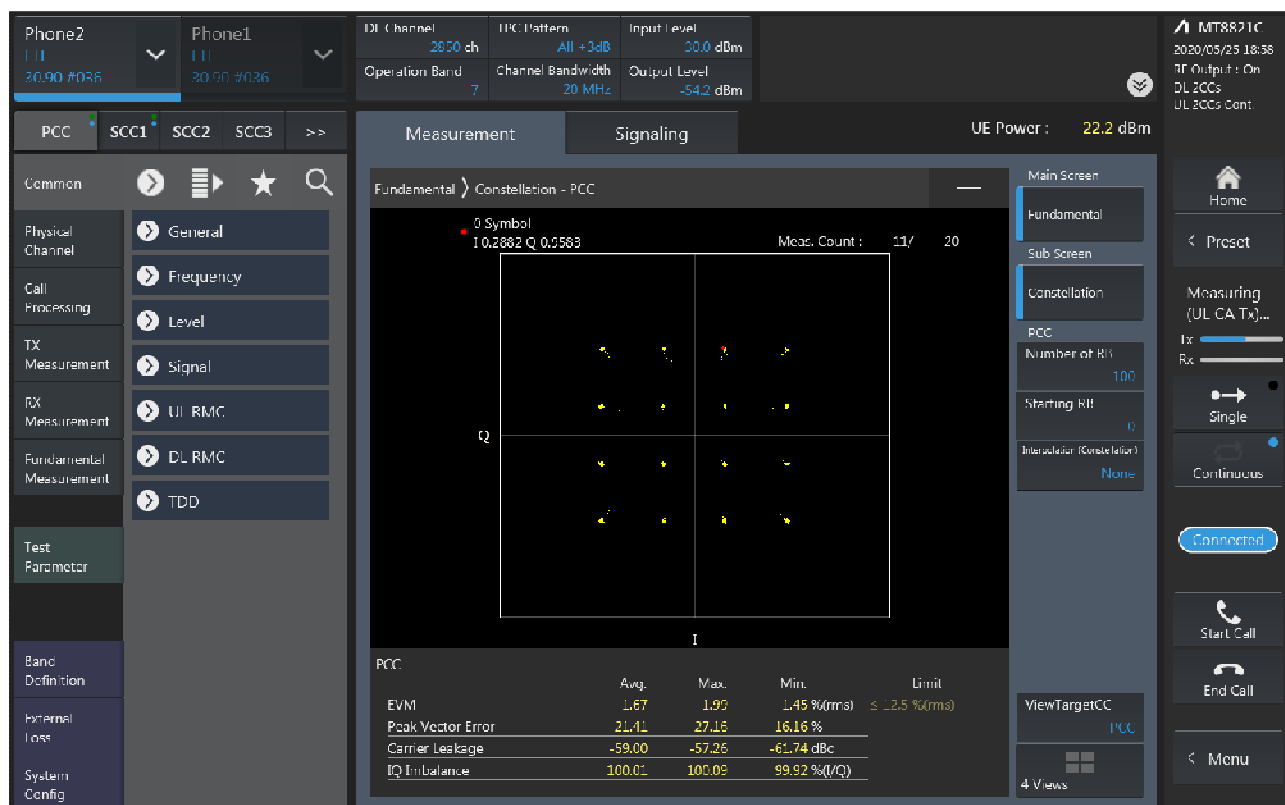 Phone2
LTE
30.90 #036
Phone1
LTE
30.90 #036
DL Channel
2850 ch
TPC Pattern
All +3dB
Input Level
30.0 dBm
Operation Band
7
Channel Bandwidth
20 MHz
Output Level
-54.2 dBm
MT8821C
2020/05/25 18:58
RF Output : On
DL 2CCs
UL 2CCs Cont.
PCC
SCC1
SCC2
SCC3
>>
Measurement
Signaling
UE Power : 22.2 dBm
Common
Physical
Channel
Call
Processing
TX
Measurement
RX
Measurement
Fundamental
Measurement
Test
Parameter
Band
Definition
External
Loss
System
Config
General
Frequency
Level
Signal
UL RMC
DL RMC
TDD
Fundamental > Constellation - PCC
0 Symbol
I 0.2882 Q 0.9583
Meas. Count : 11/ 20
Q
I
PCC
Avg. Max. Min. Limit
EVM 1.67 1.99 1.45 %(rms) ≤ 12.5 %(rms)
Peak Vector Error 21.41 27.16 16.16 %
Carrier Leakage -59.00 -57.26 -61.74 dBc
IQ Imbalance 100.01 100.09 99.92 %(I/Q)
Main Screen
Fundamental
Sub Screen
Constellation
PCC
Number of RB
100
Starting RB
0
Interpolation (Constellation)
None
ViewTargetCC
PCC
4 Views
Home
< Preset
Measuring
(UL CA Tx)...
Tx
Rx
Single
Continuous
Connected
Start Call
End Call
< Menu